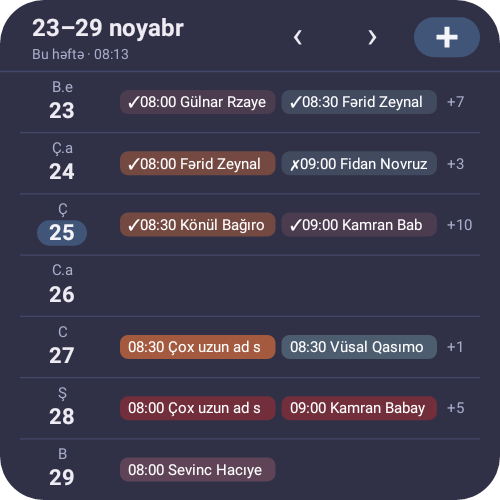 23–29 noyabr
Bu həftə · 08:13
‹ › +
B.e
23
✓08:00 Gülnar Rzaye ✓08:30 Fərid Zeynal +7
Ç.a
24
✓08:00 Fərid Zeynal ✗09:00 Fidan Novruz +3
Ç
25
✓08:30 Könül Bağıro ✓09:00 Kamran Bab +10
C.a
26
C
27
08:30 Çox uzun ad s 08:30 Vüsal Qasımo +1
Ş
28
08:00 Çox uzun ad s 09:00 Kamran Babay +5
B
29
08:00 Sevinc Hacıye